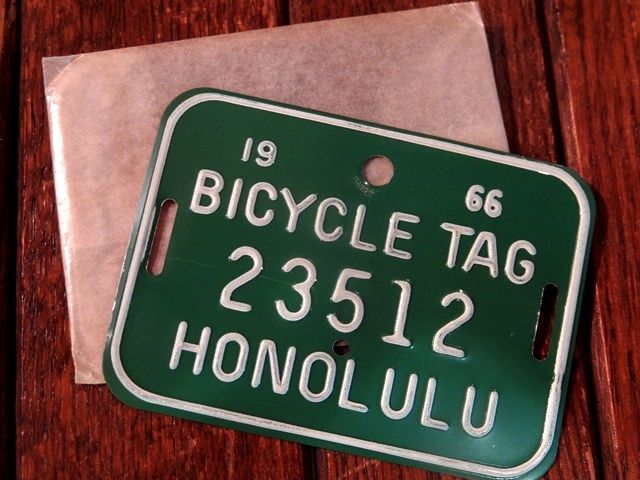 19 66
BICYCLE TAG
23512
HONOLULU